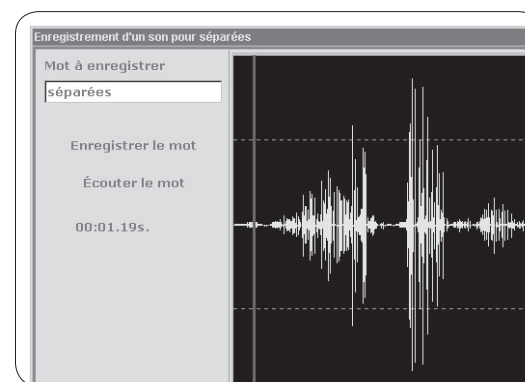 Enregistrement d'un son pour séparées
Mot à enregistrer
séparées
Enregistrer le mot
Écouter le mot
00:01.19s.